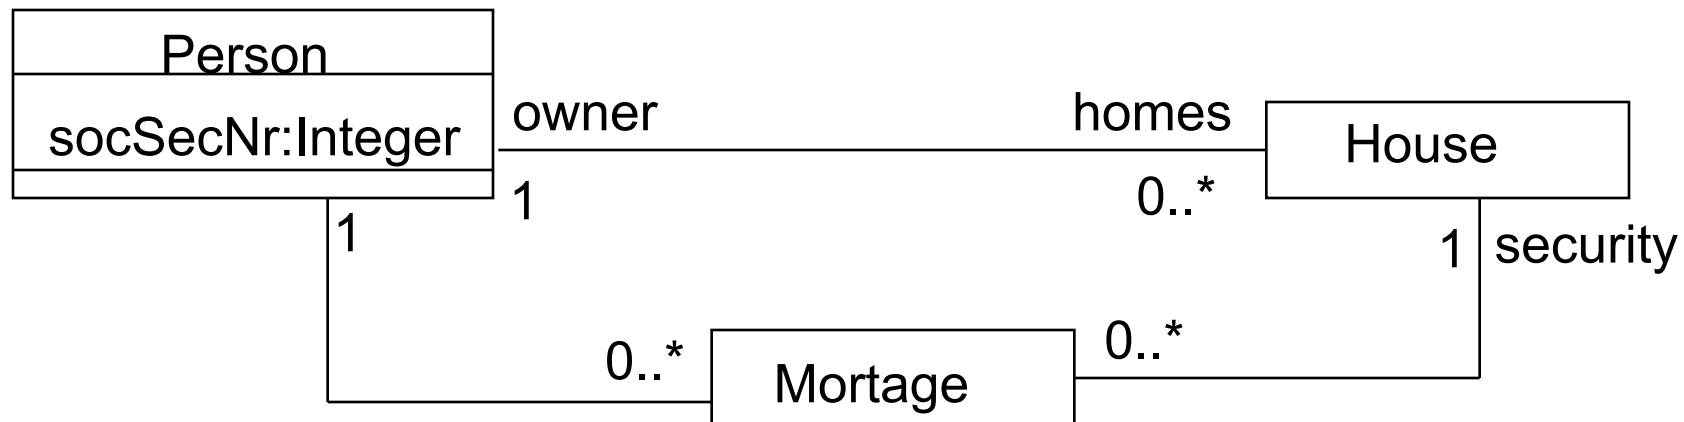 Person
socSecNr:Integer
owner
homes
House
1
0..*
1
1
security
0..*
0..*
Mortage